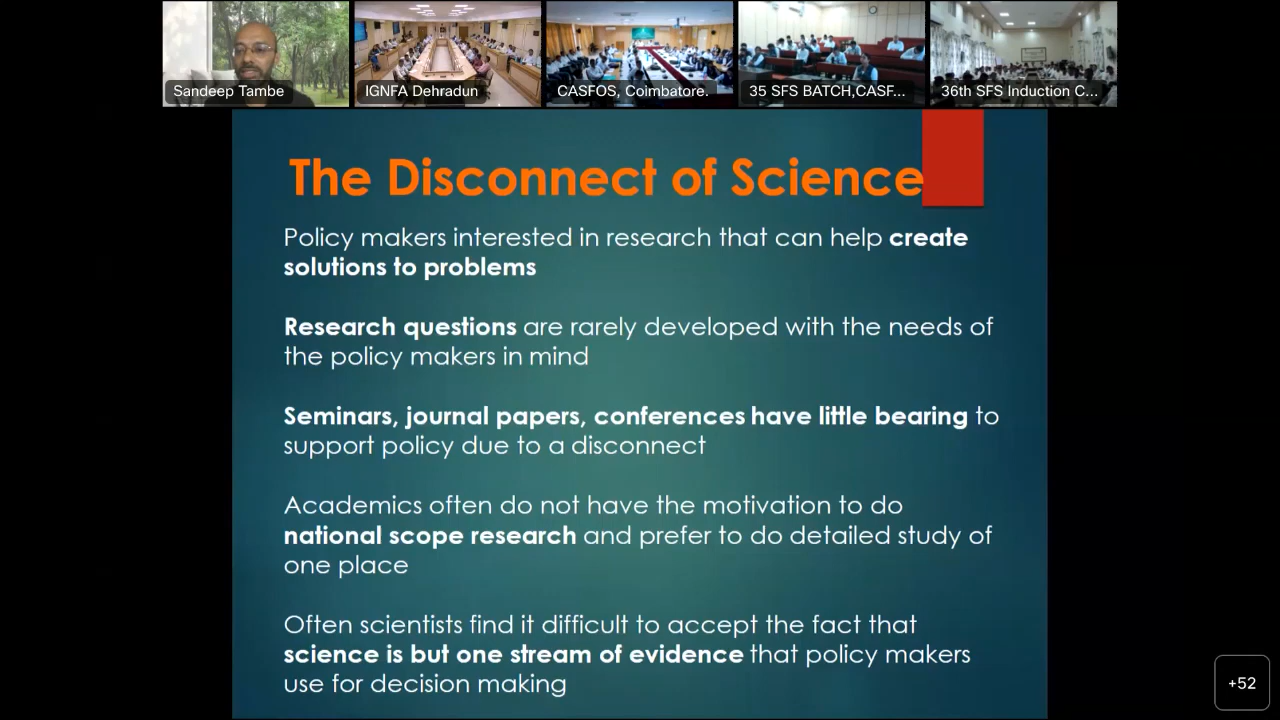 Sandeep Tambe
IGNFA Dehradun
CASFOS, Coimbatore.
35 SFS BATCH,CASF...
36th SFS Induction C...
The Disconnect of Science
Policy makers interested in research that can help create
solutions to problems
Research questions are rarely developed with the needs of
the policy makers in mind
Seminars, journal papers, conferences have little bearing to
support policy due to a disconnect
Academics often do not have the motivation to do
national scope research and prefer to do detailed study of
one place
Often scientists find it difficult to accept the fact that
science is but one stream of evidence that policy makers
use for decision making
+52